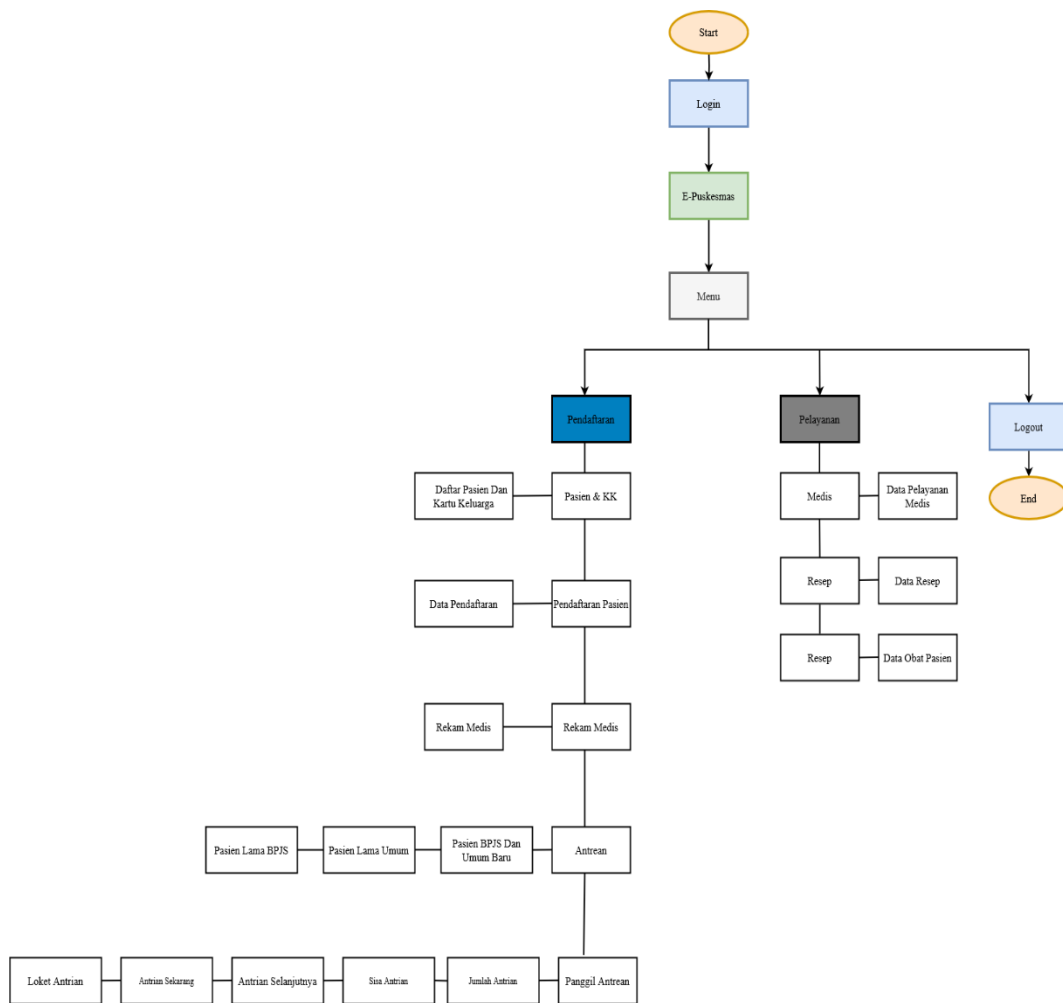 Start
Login
E-Puskesmas
Menu
Pendaftaran
Pelayanan
Logout
Daftar Pasien Dan
Kartu Keluarga
Pasien & KK
Medis
Data Pelayanan
Medis
End
Data Pendaftaran
Pendaftaran Pasien
Resep
Data Resep
Resep
Data Obat Pasien
Rekam Medis
Rekam Medis
Pasien Lama BPJS
Pasien Lama Umum
Pasien BPJS Dan
Umum Baru
Antrean
Loket Antrian
Antrian Sekarang
Antrian Selanjutnya
Sisa Antrian
Jumlah Antrian
Panggil Antrean